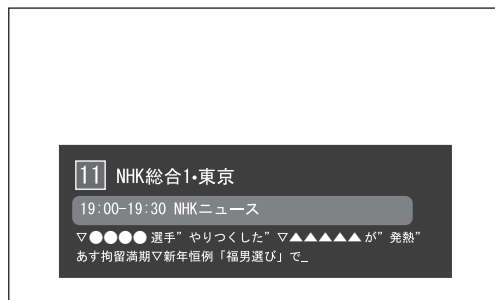 11 NHK総合1・東京
19:00-19:30 NHKニュース
▽●●●●選手”やりつくした”▽▲▲▲▲▲が”発熱”
あす拘留満期▽新年恒例「福男選び」で_